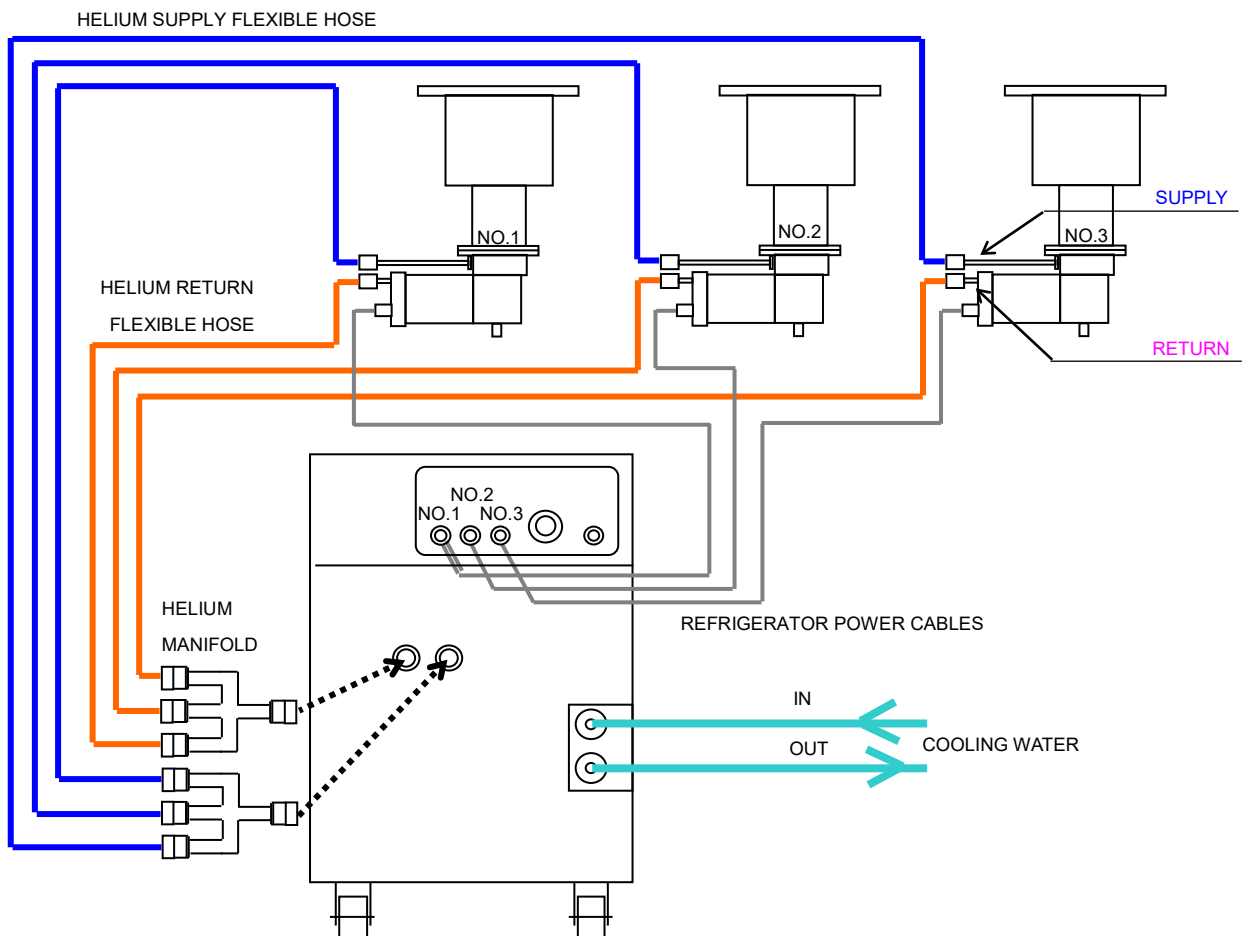 HELIUM SUPPLY FLEXIBLE HOSE
SUPPLY
NO.1
NO.2
NO.3
HELIUM RETURN
FLEXIBLE HOSE
RETURN
NO.2
NO.1
NO.3
HELIUM
MANIFOLD
REFRIGERATOR POWER CABLES
IN
OUT
COOLING WATER